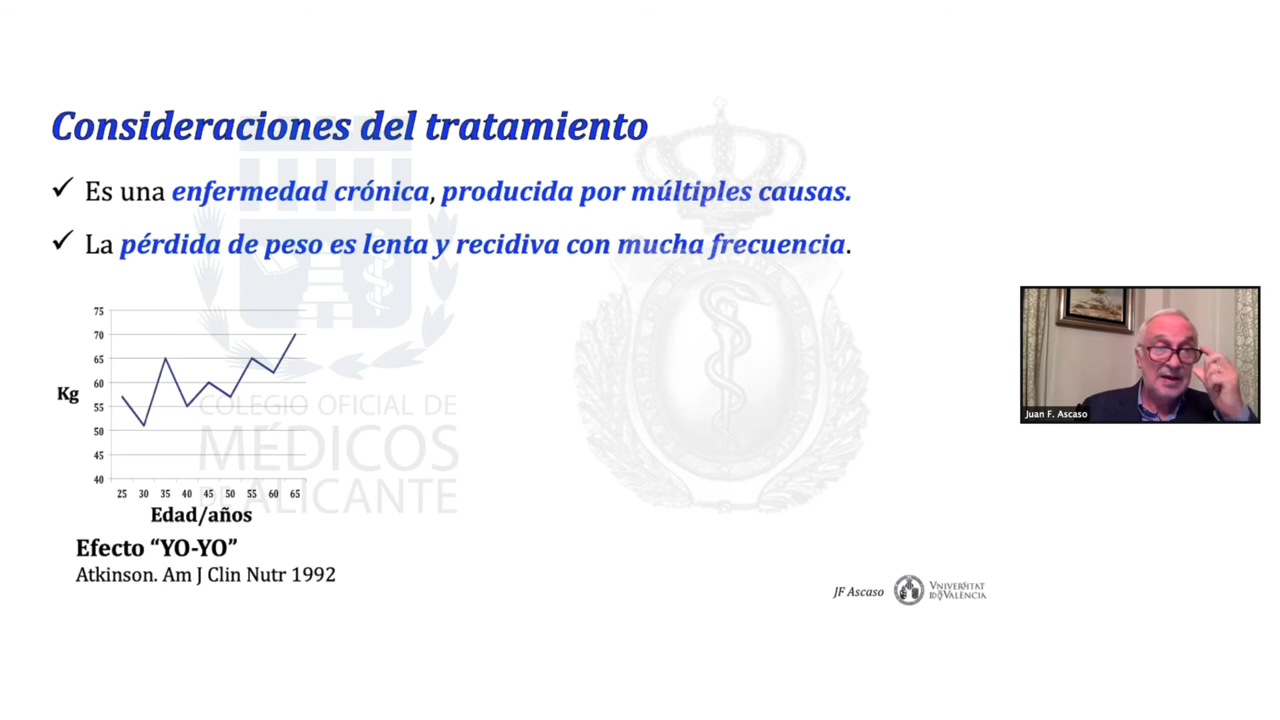 Consideraciones del tratamiento
✓ Es una enfermedad crónica, producida por múltiples causas.
✓ La pérdida de peso es lenta y recidiva con mucha frecuencia.
75
70
65
60
55
50
45
40
Kg
25 30 35 40 45 50 55 60 65
Edad/años
Efecto “YO-YO”
Atkinson. Am J Clin Nutr 1992
COLEGIO OFICIAL DE
MÉDICOS
DE ALICANTE
Juan F. Ascaso
JF Ascaso
VNIVERSITAT
ID VALÈNCIA